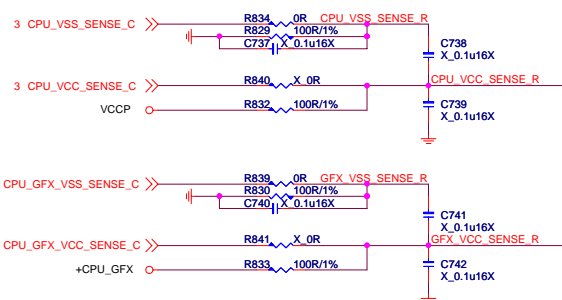 3 CPU_VSS_SENSE_C R834 0R CPU_VSS_SENSE_R
R829 100R/1%
C737 X_0.1u16X
C738
X_0.1u16X
3 CPU_VCC_SENSE_C R840 X_0R CPU_VCC_SENSE_R
VCCP R832 100R/1%
C739
X_0.1u16X
CPU_GFX_VSS_SENSE_C R839 0R GFX_VSS_SENSE_R
R830 100R/1%
C740 X_0.1u16X
C741
X_0.1u16X
CPU_GFX_VCC_SENSE_C R841 X_0R GFX_VCC_SENSE_R
+CPU_GFX R833 100R/1%
C742
X_0.1u16X